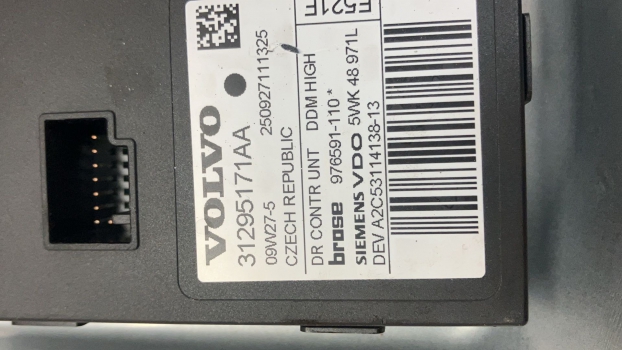 VOLVO
31295171AA
09W27-5 250927111325
CZECH REPUBLIC
DR CONTR UNT DDM HIGH
brose 976591-110*
SIEMENS VDO 5WK 48 971L
DEV A2C53114138-13
E521E